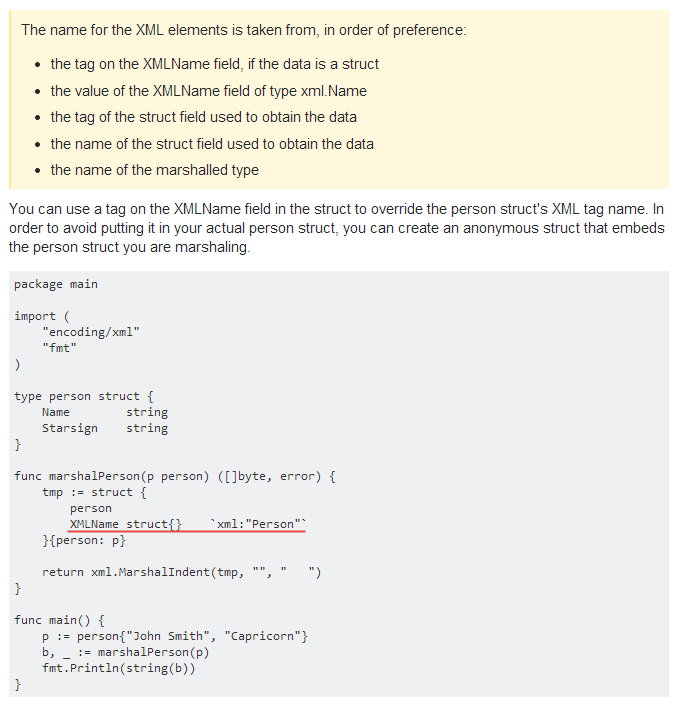 The name for the XML elements is taken from, in order of preference:
• the tag on the XMLName field, if the data is a struct
• the value of the XMLName field of type xml.Name
• the tag of the struct field used to obtain the data
• the name of the struct field used to obtain the data
• the name of the marshalled type
You can use a tag on the XMLName field in the struct to override the person struct's XML tag name. In
order to avoid putting it in your actual person struct, you can create an anonymous struct that embeds
the person struct you are marshaling.
package main
import (
    "encoding/xml"
    "fmt"
)
type person struct {
    Name        string
    Starsign    string
}
func marshalPerson(p person) ([]byte, error) {
    tmp := struct {
        person
        XMLName struct{}    `xml:"Person"`
    }{person: p}
    return xml.MarshalIndent(tmp, "", "   ")
}
func main() {
    p := person{"John Smith", "Capricorn"}
    b, _ := marshalPerson(p)
    fmt.Println(string(b))
}